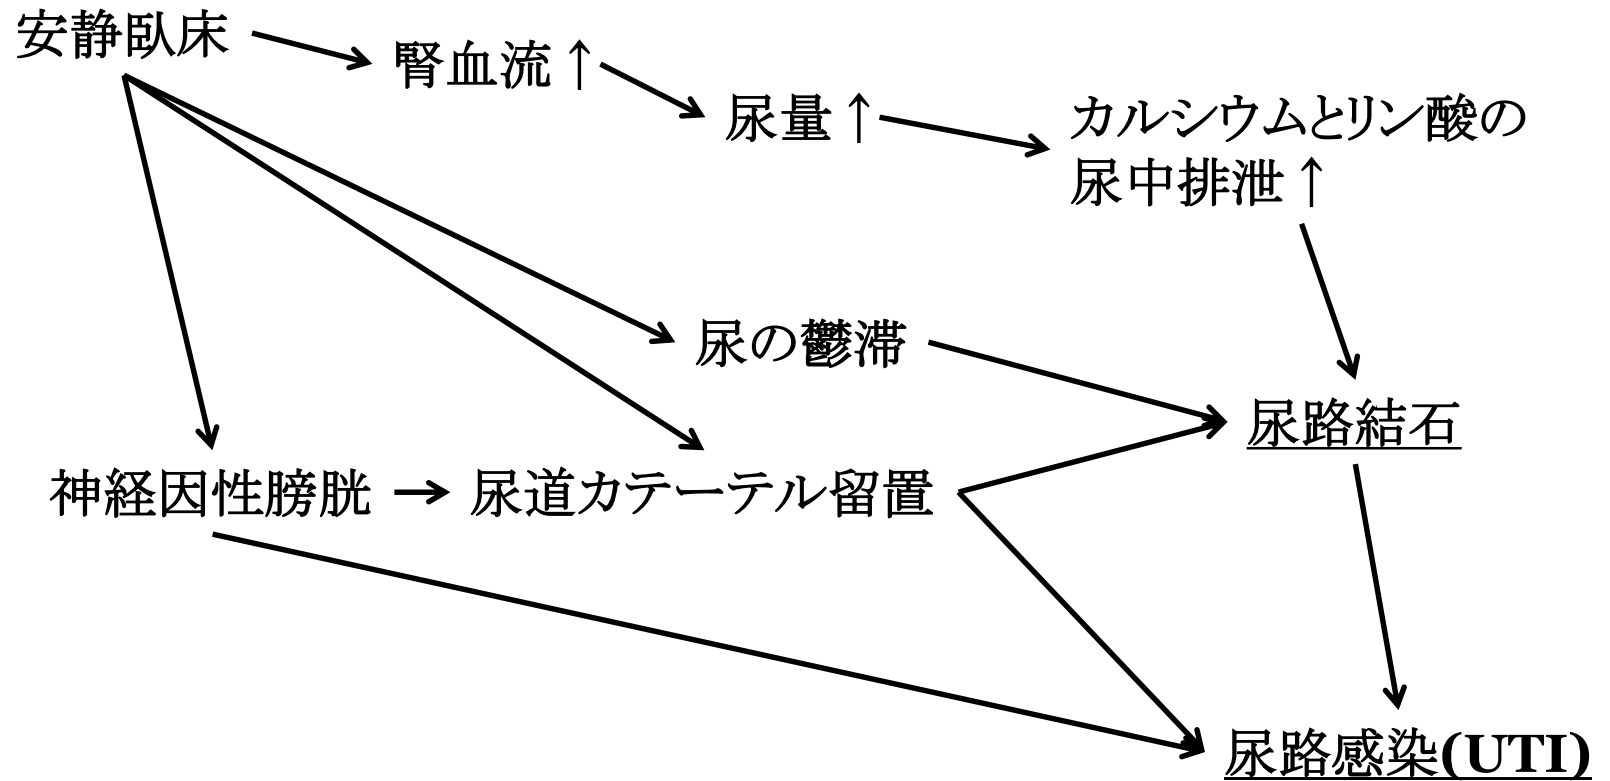 安静臥床
腎血流↑
尿量↑
カルシウムとリン酸の
尿中排泄↑
尿の鬱滞
尿路結石
神経因性膀胱
尿道カテーテル留置
尿路感染(UTI)